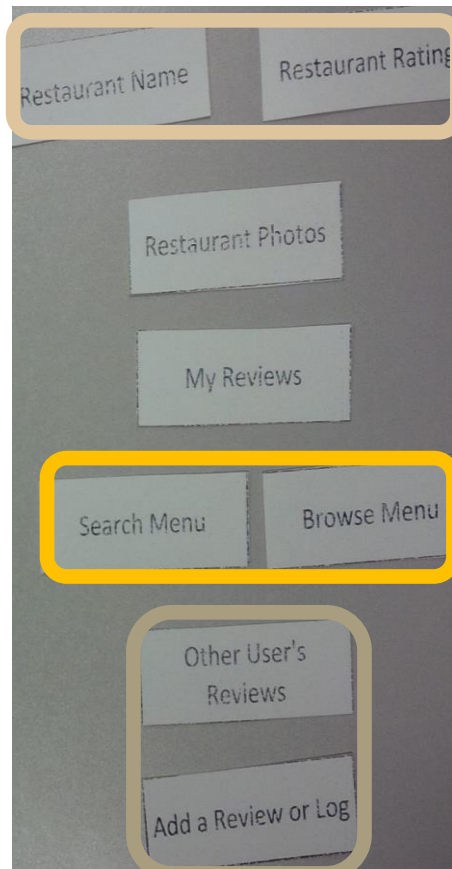 Restaurant Name
Restaurant Rating
Restaurant Photos
My Reviews
Search Menu
Browse Menu
Other User's
Reviews
Add a Review or Log